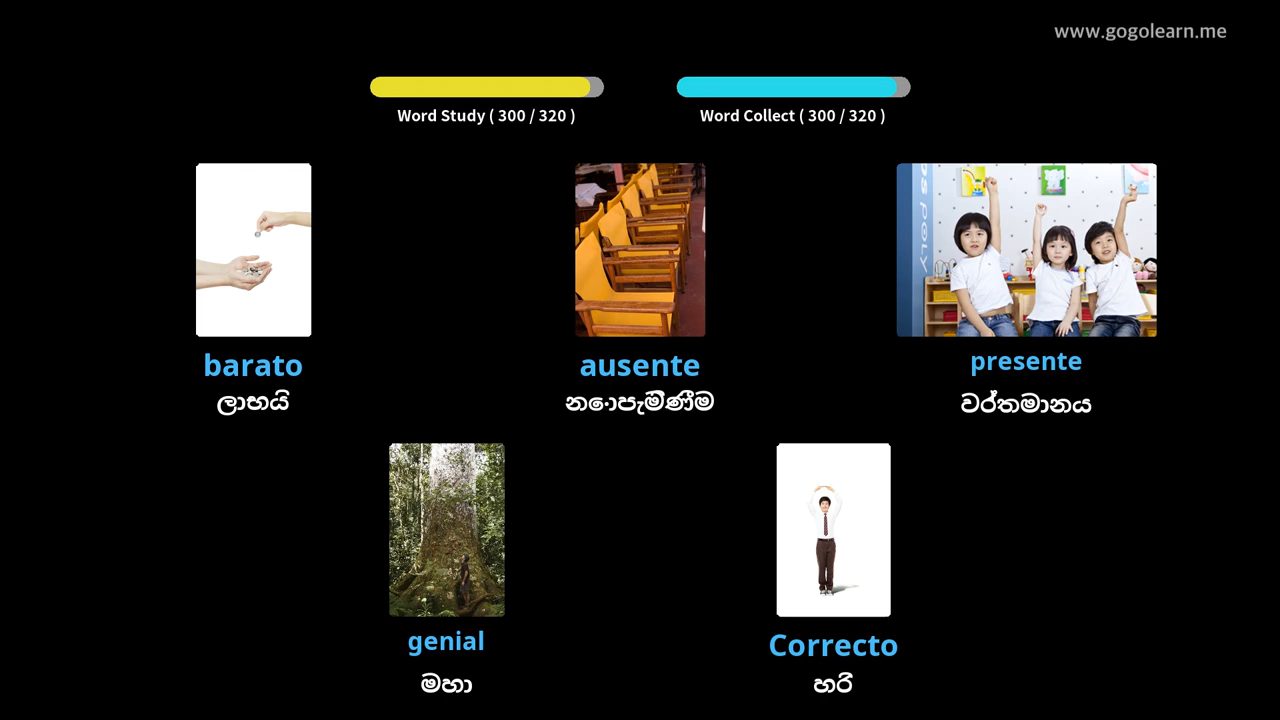 www.gogolearn.me
Word Study ( 300 / 320 )
Word Collect ( 300 / 320 )
barato
ausente
presente
ලාභයි
නොපැමිණීම
වර්තමානය
genial
Correcto
මහා
හරි